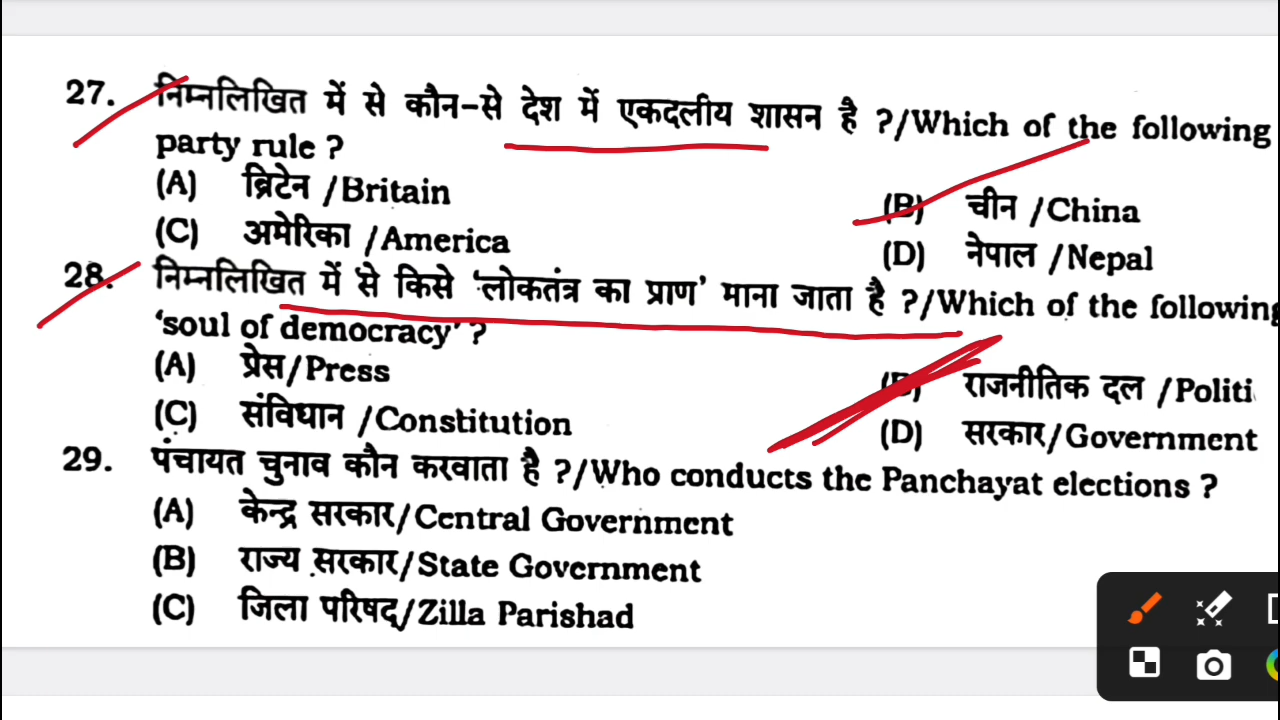 27. निम्नलिखित में से कौन-से देश में एकदलीय शासन है ?/Which of the following
party rule ?
(A) ब्रिटेन /Britain (B) चीन /China
(C) अमेरिका /America (D) नेपाल /Nepal
28. निम्नलिखित में से किसे 'लोकतंत्र का प्राण' माना जाता है ?/Which of the following
'soul of democracy' ?
(A) प्रेस/Press (B) राजनीतिक दल /Politi
(C) संविधान /Constitution (D) सरकार/Government
29. पंचायत चुनाव कौन करवाता है ?/Who conducts the Panchayat elections ?
(A) केन्द्र सरकार/Central Government
(B) राज्य सरकार/State Government
(C) जिला परिषद्/Zilla Parishad